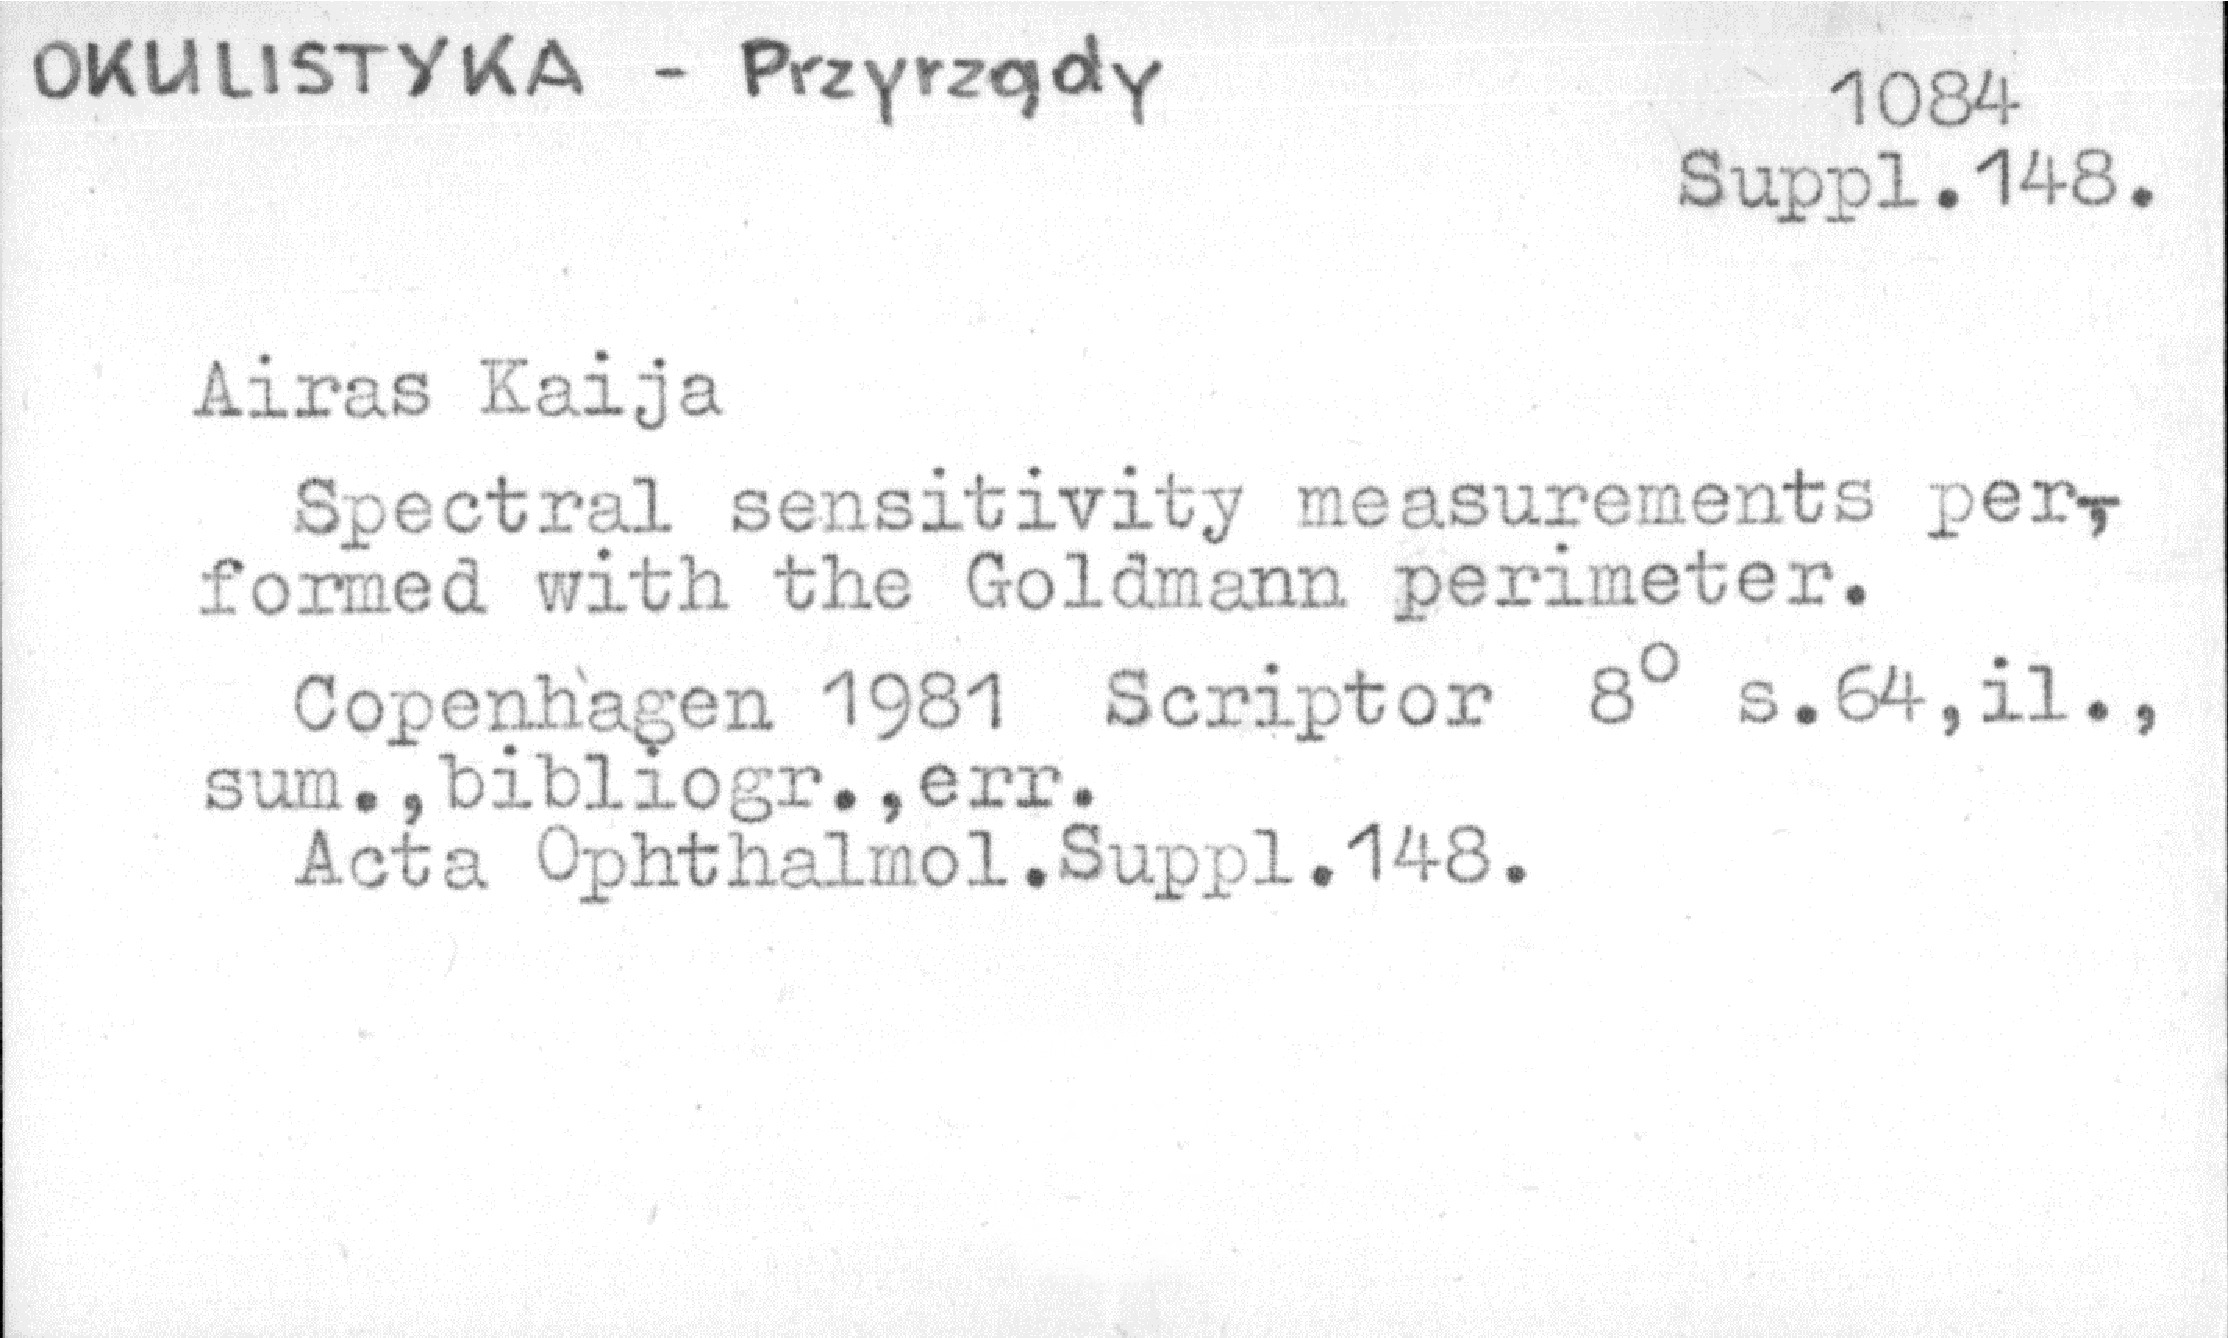 OKULISTYKA - Przyrządy
1084
Suppl.148.
Airas Kaija
Spectral sensitivity measurements per-
formed with the Goldmann perimeter.
Copenhagen 1981 Scriptor 8° s.64,il.,
sum.,bibliogr.,err.
Acta Ophthalmol.Suppl.148.